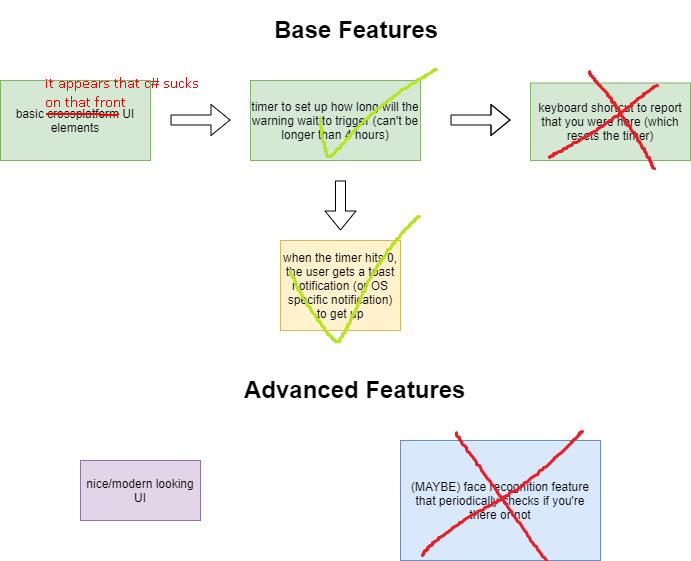 Base Features
it appears that c# sucks
on that front
basic crossplatform UI
elements
timer to set up how long will the
warning wait to trigger (can't be
longer than 4 hours)
keyboard shortcut to report
that you were here (which
resets the timer)
when the timer hits 0,
the user gets a toast
notification (or OS
specific notification)
to get up
Advanced Features
nice/modern looking
UI
(MAYBE) face recognition feature
that periodically checks if you're
there or not